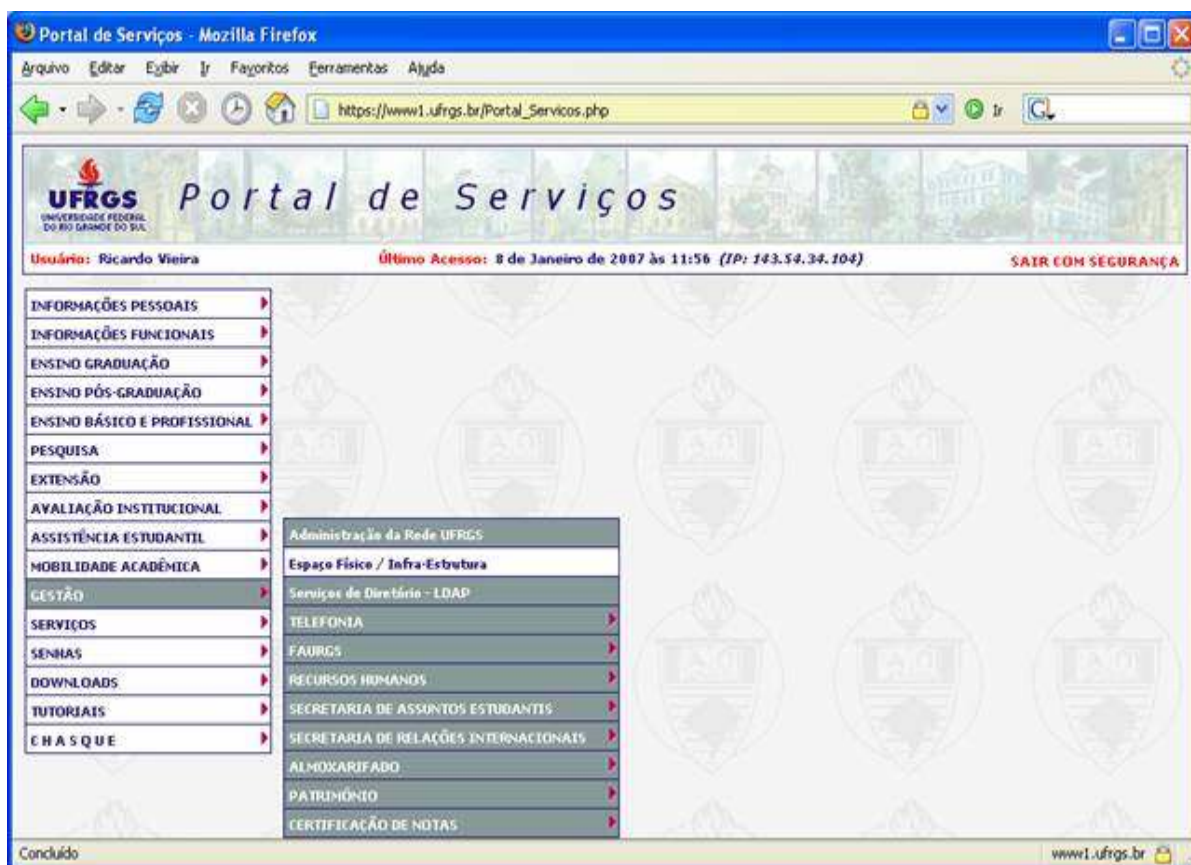 Portal de Serviços - Mozilla Firefox
Arquivo Editar Exibir Ir Favoritos Ferramentas Ajuda
https://www1.ufrgs.br/Portal_Servicos.php Ir G
UFRGS
UNIVERSIDADE FEDERAL
DO RIO GRANDE DO SUL
Portal de Serviços
Usuário: Ricardo Vieira Último Acesso: 8 de Janeiro de 2007 às 11:56 (IP: 143.54.34.104) SAIR COM SEGURANÇA
INFORMAÇÕES PESSOAIS
INFORMAÇÕES FUNCIONAIS
ENSINO GRADUAÇÃO
ENSINO PÓS-GRADUAÇÃO
ENSINO BÁSICO E PROFISSIONAL
PESQUISA
EXTENSÃO
AVALIAÇÃO INSTITUCIONAL
ASSISTÊNCIA ESTUDANTIL
MOBILIDADE ACADÊMICA
GESTÃO
SERVIÇOS
SENHAS
DOWNLOADS
TUTORIAIS
CHASQUE
Administração da Rede UFRGS
Espaço Físico / Infra-Estrutura
Serviços de Diretório - LDAP
TELEFONIA
FAURGS
RECURSOS HUMANOS
SECRETARIA DE ASSUNTOS ESTUDANTIS
SECRETARIA DE RELAÇÕES INTERNACIONAIS
ALMOXARIFADO
PATRIMÔNIO
CERTIFICAÇÃO DE NOTAS
Concluído www1.ufrgs.br